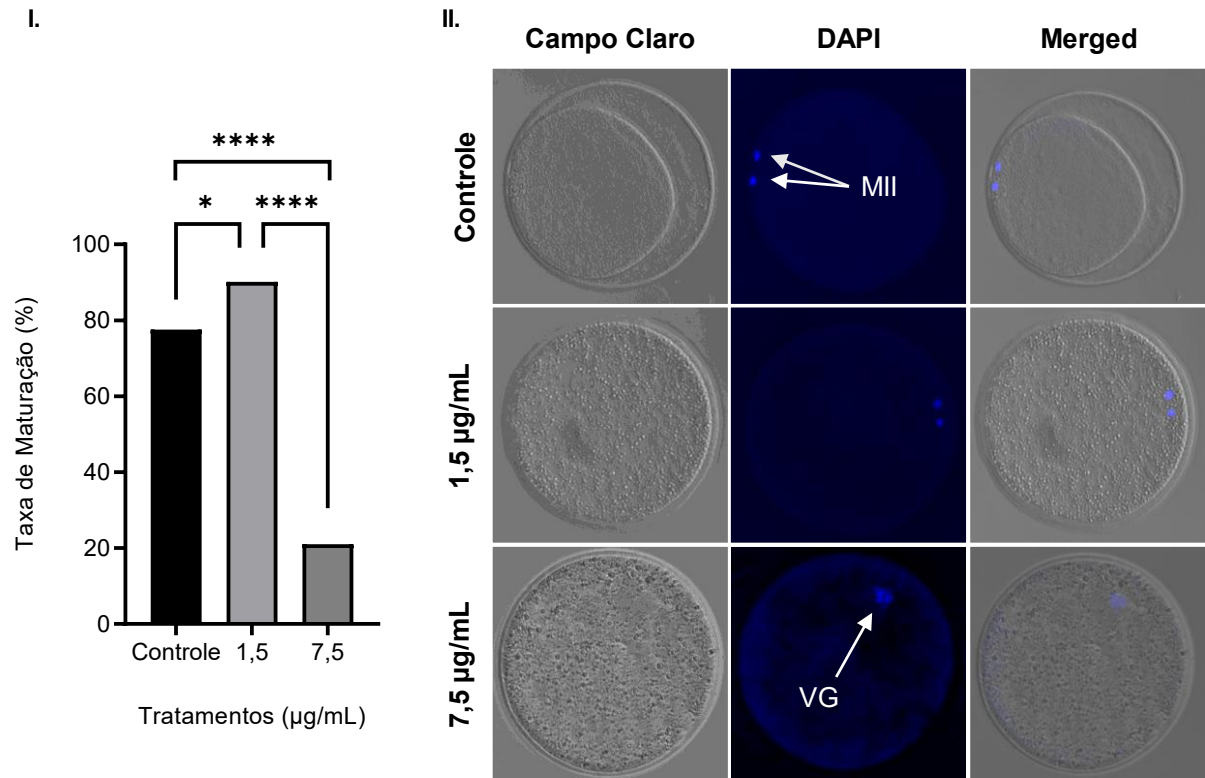 I.
****
*
****
100
80
60
40
20
0
Taxa de Maturação (%)
Controle
1,5
7,5
Tratamentos (µg/mL)
II.
Campo Claro
DAPI
Merged
Controle
MII
1,5 µg/mL
7,5 µg/mL
VG